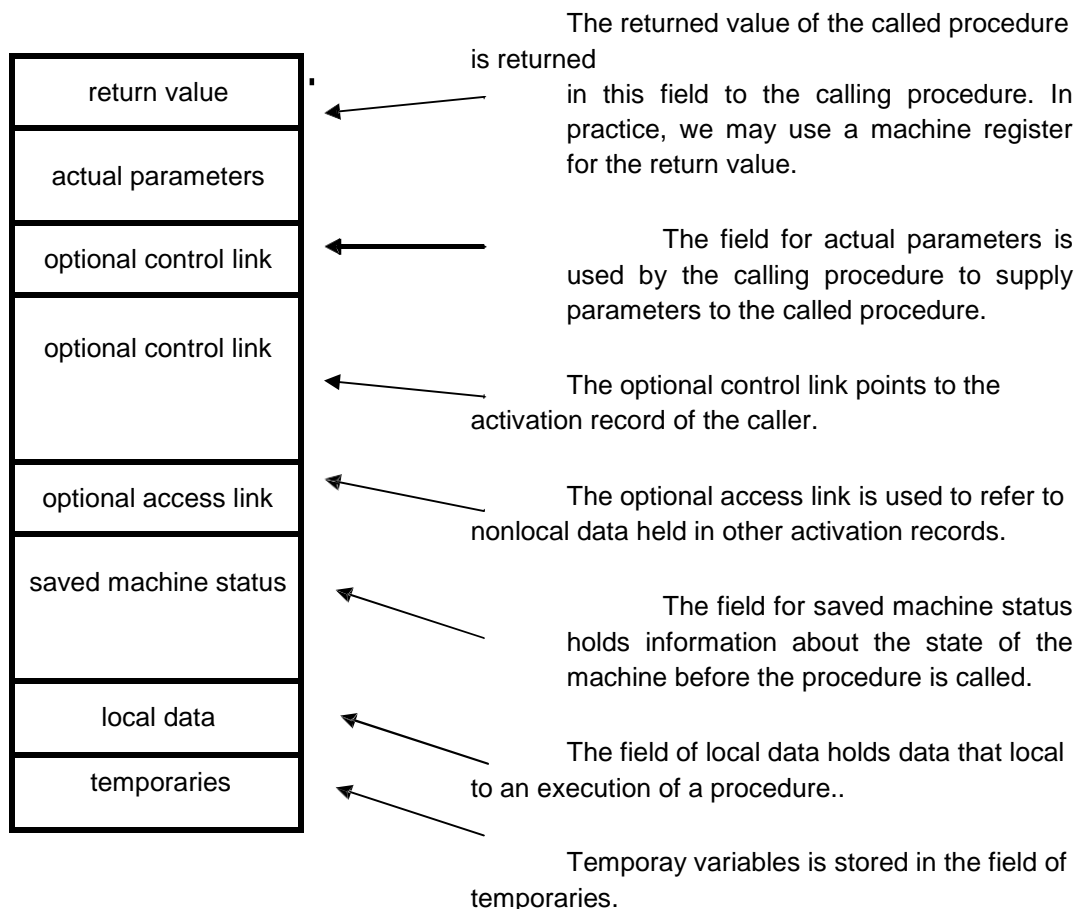 return value
actual parameters
optional control link
optional control link
optional access link
saved machine status
local data
temporaries
The returned value of the called procedure
is returned
in this field to the calling procedure. In
practice, we may use a machine register
for the return value.
The field for actual parameters is
used by the calling procedure to supply
parameters to the called procedure.
The optional control link points to the
activation record of the caller.
The optional access link is used to refer to
nonlocal data held in other activation records.
The field for saved machine status
holds information about the state of the
machine before the procedure is called.
The field of local data holds data that local
to an execution of a procedure..
Temporay variables is stored in the field of
temporaries.